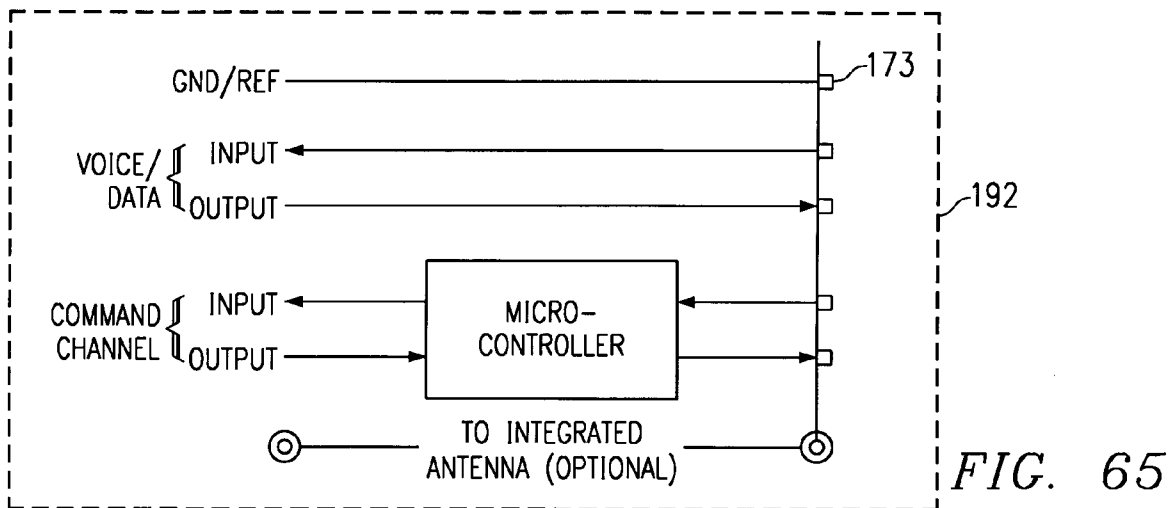 GND/REF
173
VOICE/
DATA
INPUT
OUTPUT
192
COMMAND
CHANNEL
INPUT
OUTPUT
MICRO-
CONTROLLER
TO INTEGRATED
ANTENNA (OPTIONAL)
FIG. 65